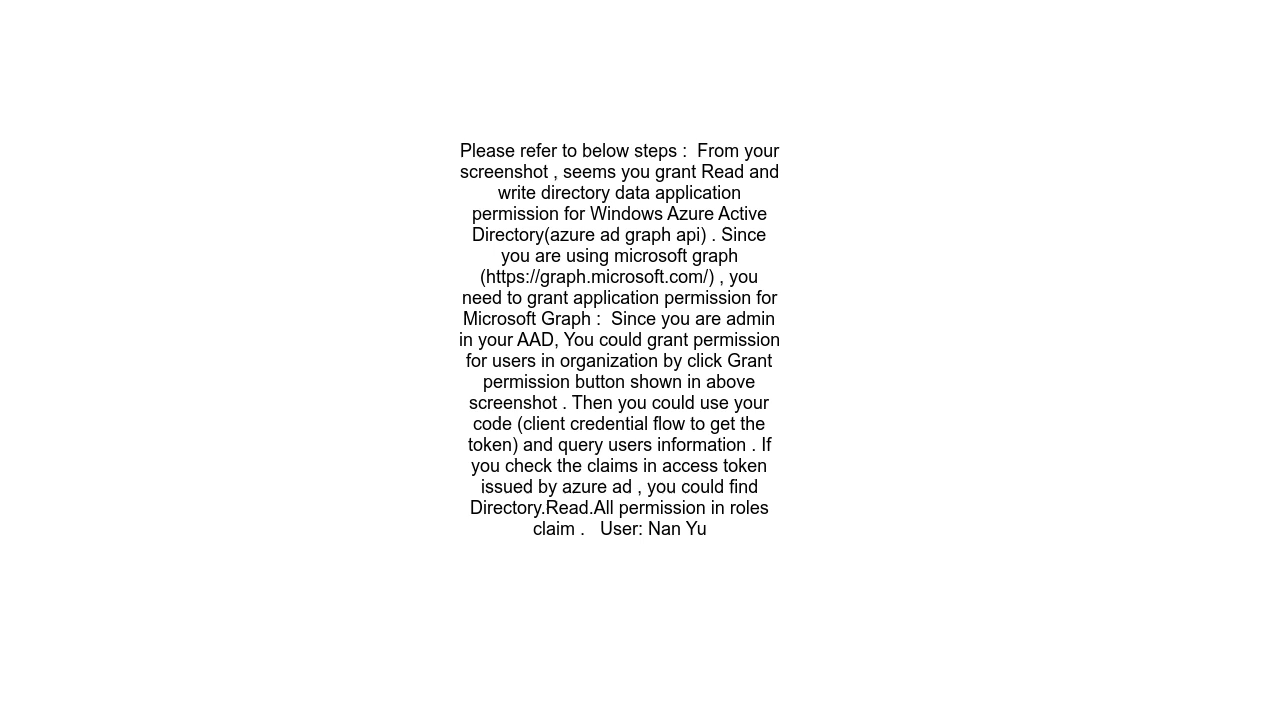 Please refer to below steps :  From your
screenshot , seems you grant Read and
write directory data application
permission for Windows Azure Active
Directory(azure ad graph api) . Since
you are using microsoft graph
(https://graph.microsoft.com/) , you
need to grant application permission for
Microsoft Graph :  Since you are admin
in your AAD, You could grant permission
for users in organization by click Grant
permission button shown in above
screenshot . Then you could use your
code (client credential flow to get the
token) and query users information . If
you check the claims in access token
issued by azure ad , you could find
Directory.Read.All permission in roles
claim .   User: Nan Yu